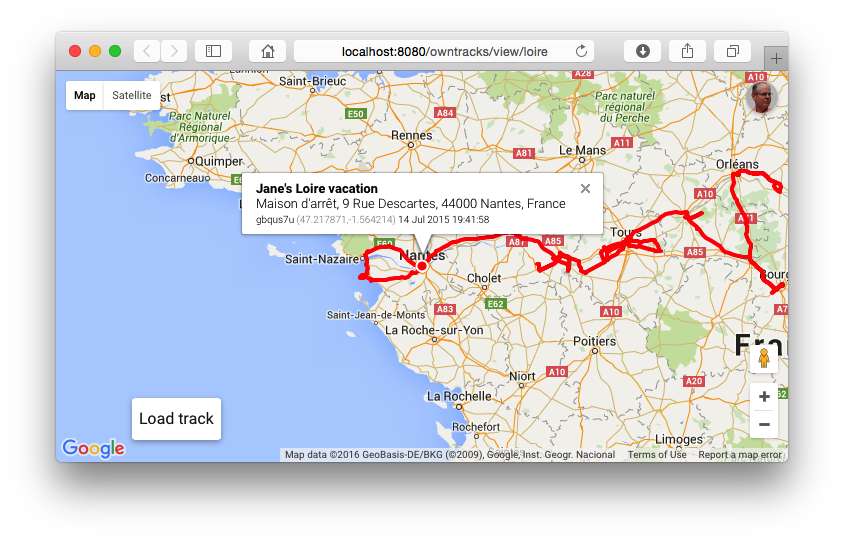 localhost:8080/owntracks/view/loire
Map Satellite
Saint-Brieuc
A28
A10
Parc Naturel
Régional
d'Armorique
E50
A84
Parc naturel
régional
du Perche
Rennes
A11
Quimper
A81
Le Mans
Orléans
Concarneau
Jane's Loire vacation
Maison d'arrêt, 9 Rue Descartes, 44000 Nantes, France
gbqus7u (47.217871,-1.564214) 14 Jul 2015 19:41:58
A71
E60
A87
A85
Tours
A85
Saint-Nazaire
Nantes
Cholet
Bourg
Saint-Jean-de-Monts
A83
E62
A10
La Roche-sur-Yon
Poitiers
Fran
Niort
A10
A20
La Rochelle
Load track
Rochefort
Limoges
Google
Map data ©2016 GeoBasis-DE/BKG (©2009), Google, Inst. Geogr. Nacional Terms of Use Report a map error